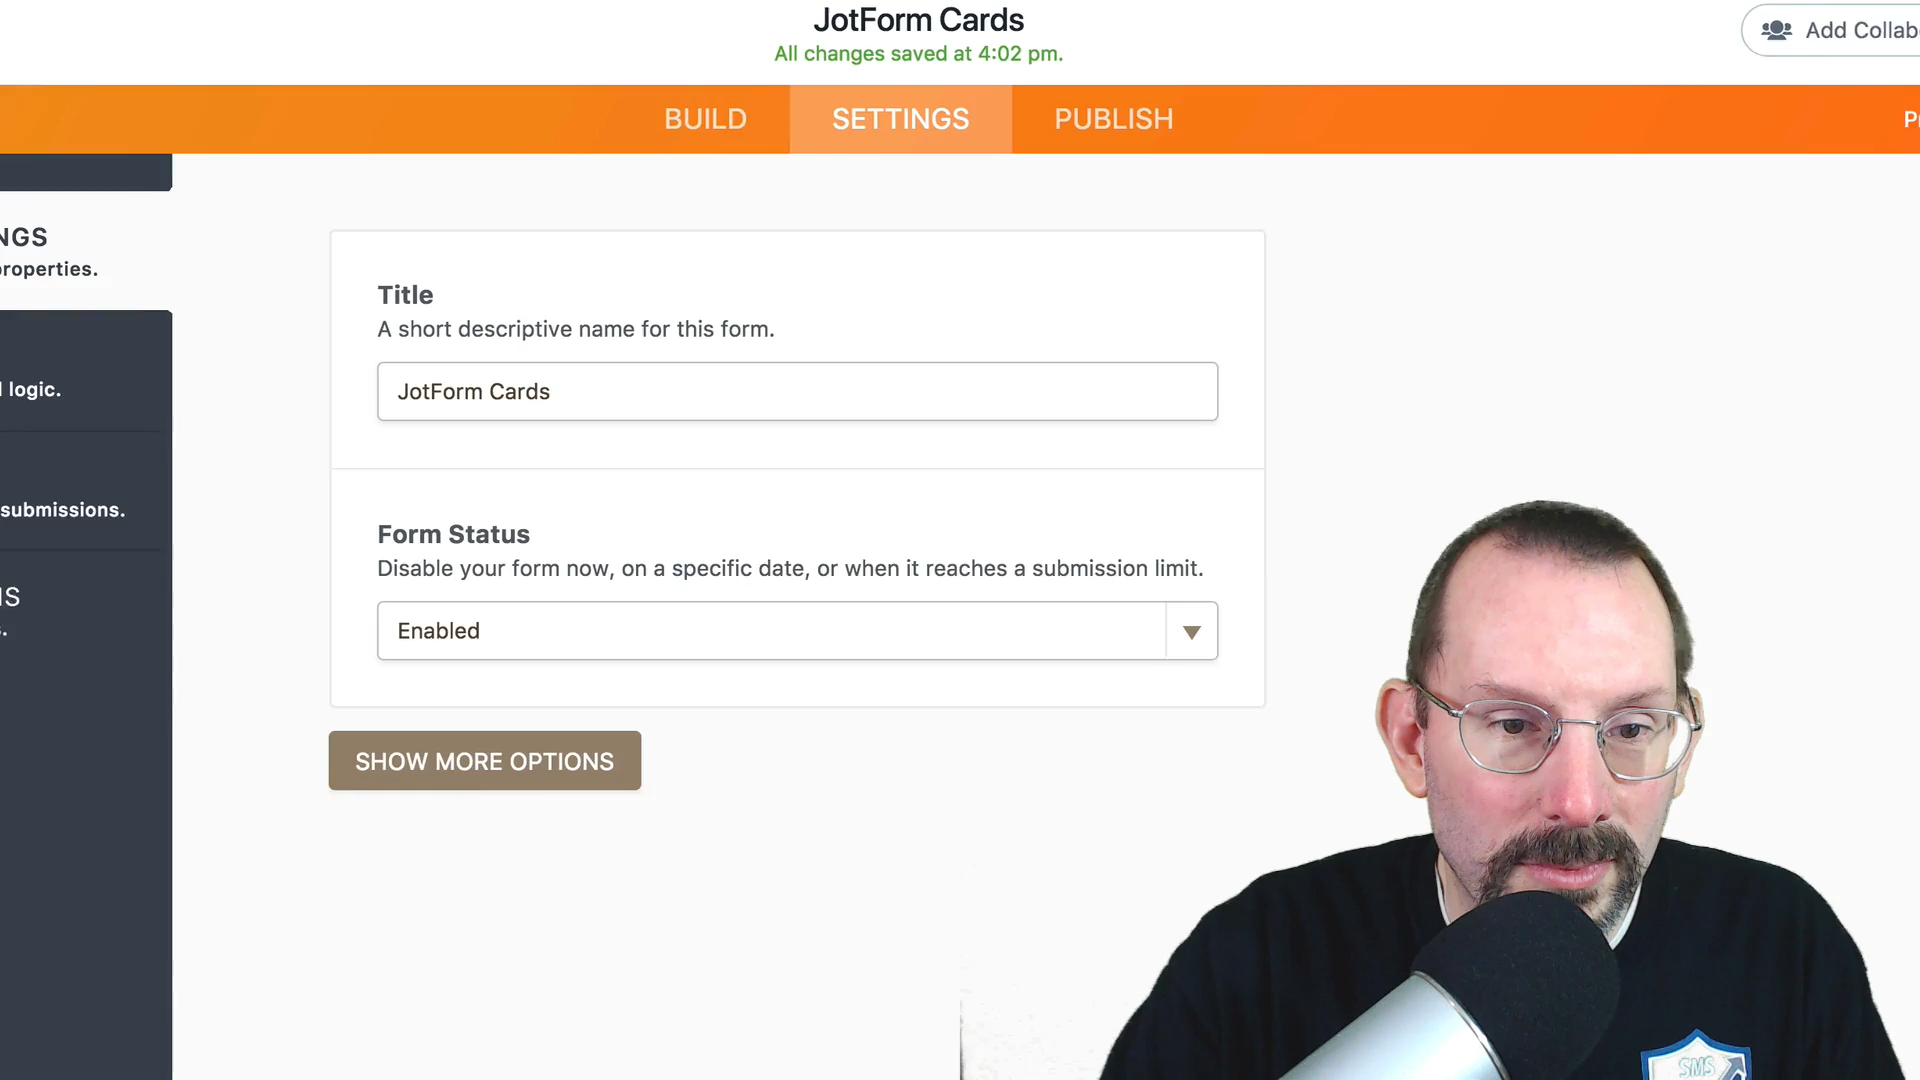 JotForm Cards
All changes saved at 4:02 pm.
Add Collab
BUILD
SETTINGS
PUBLISH
P
NGS
properties.
Title
A short descriptive name for this form.
JotForm Cards
logic.
submissions.
Form Status
Disable your form now, on a specific date, or when it reaches a submission limit.
Enabled
SHOW MORE OPTIONS
SMS